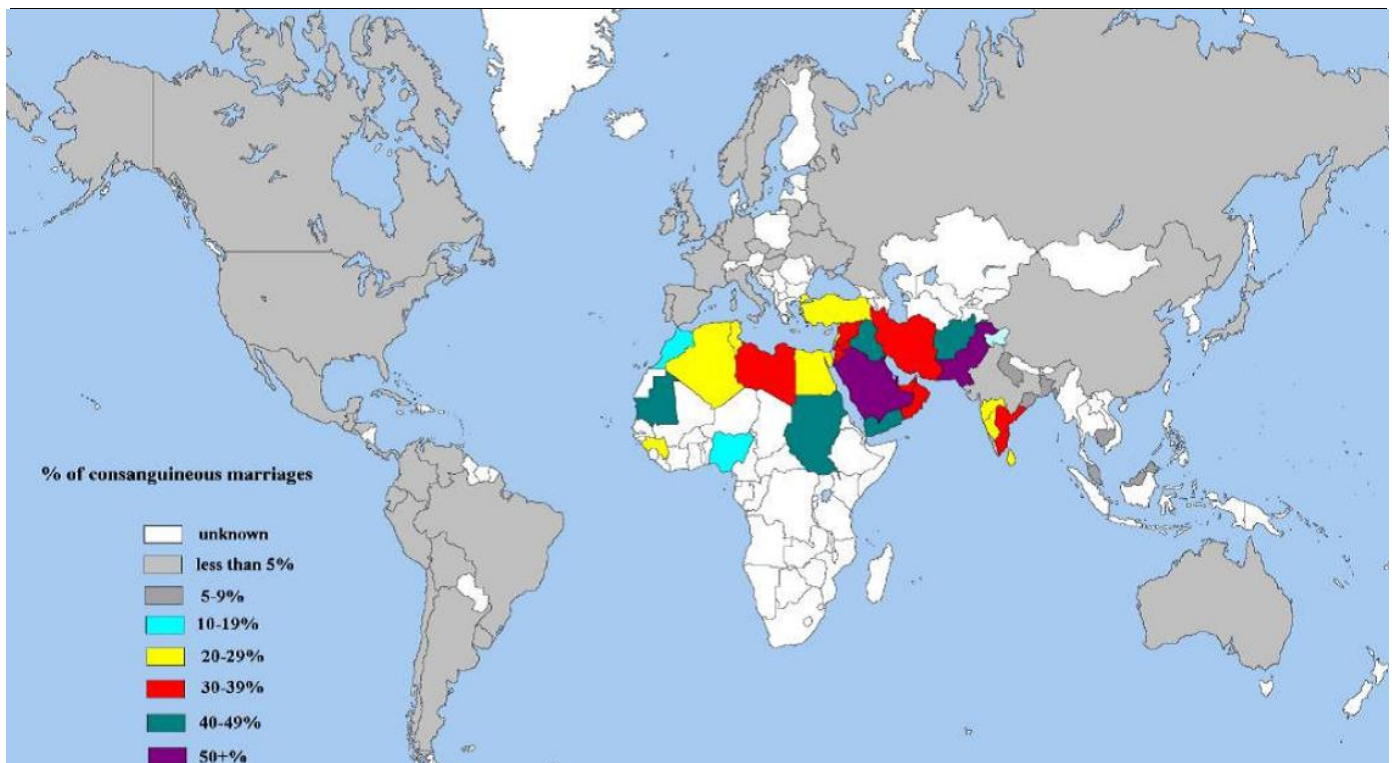 % of consanguineous marriages
unknown
less than 5%
5-9%
10-19%
20-29%
30-39%
40-49%
50+%